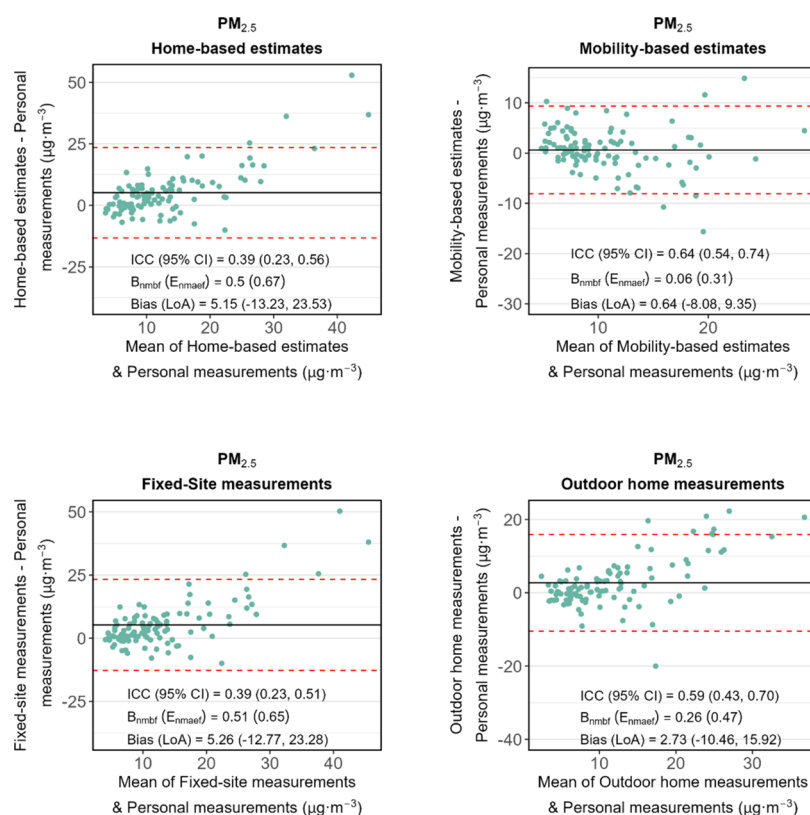 PM2.5
Home-based estimates
Home-based estimates - Personal
measurements (µg·m−3)
50
25
0
-25
ICC (95% CI) = 0.39 (0.23, 0.56)
Bnmbf (Enmaef) = 0.5 (0.67)
Bias (LoA) = 5.15 (-13.23, 23.53)
10 20 30 40
Mean of Home-based estimates
& Personal measurements (µg·m−3)
PM2.5
Mobility-based estimates
Mobility-based estimates -
Personal measurements (µg·m−3)
10
0
-10
-20
-30
ICC (95% CI) = 0.64 (0.54, 0.74)
Bnmbf (Enmaef) = 0.06 (0.31)
Bias (LoA) = 0.64 (-8.08, 9.35)
10 20
Mean of Mobility-based estimates
& Personal measurements (µg·m−3)
PM2.5
Fixed-Site measurements
Fixed-site measurements - Personal
measurements (µg·m−3)
50
25
0
-25
ICC (95% CI) = 0.39 (0.23, 0.51)
Bnmbf (Enmaef) = 0.51 (0.65)
Bias (LoA) = 5.26 (-12.77, 23.28)
10 20 30 40
Mean of Fixed-site measurements
& Personal measurements (µg·m−3)
PM2.5
Outdoor home measurements
Outdoor home measurements -
Personal measurements (µg·m−3)
20
0
-20
-40
ICC (95% CI) = 0.59 (0.43, 0.70)
Bnmbf (Enmaef) = 0.26 (0.47)
Bias (LoA) = 2.73 (-10.46, 15.92)
10 20 30
Mean of Outdoor home measurements
& Personal measurements (µg·m−3)